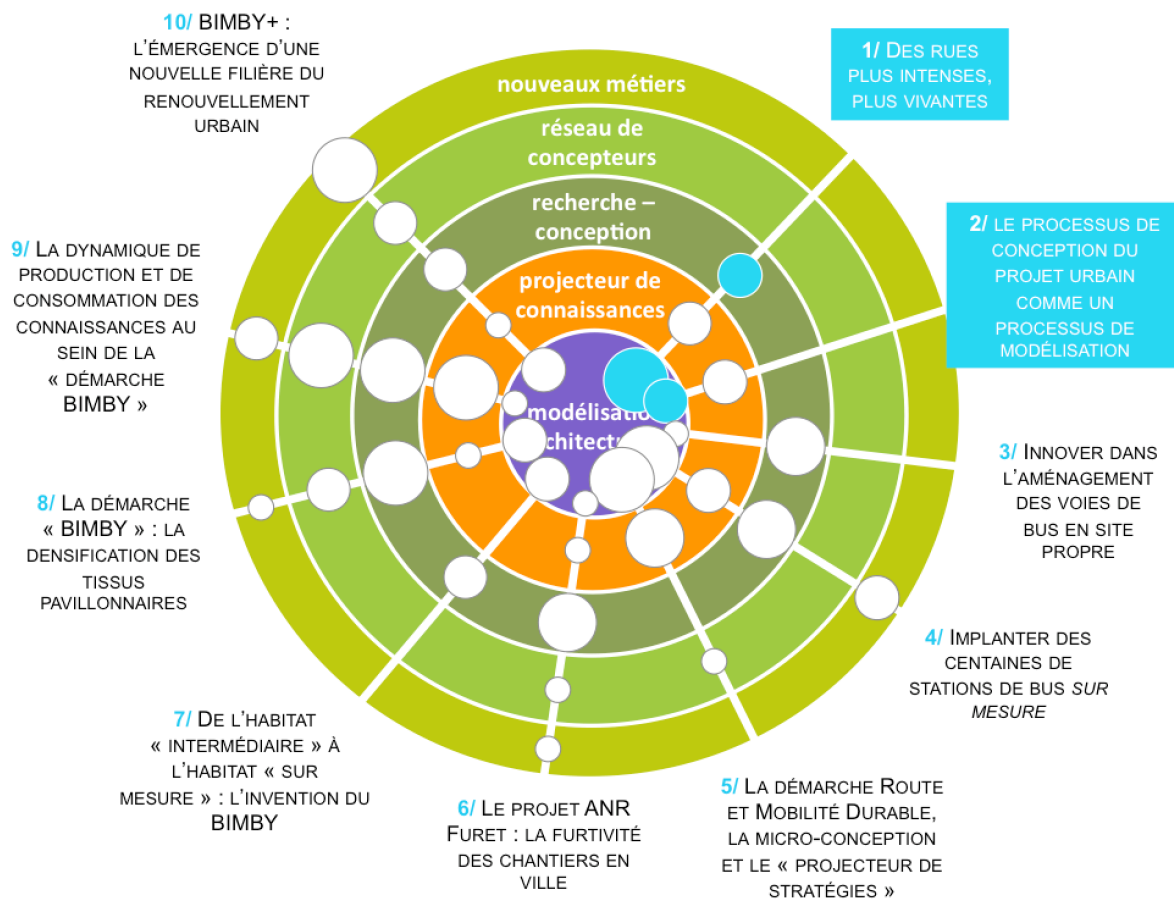 10/ BIMBY+ :
L'ÉMERGENCE D'UNE
NOUVELLE FILIÈRE DU
RENOUVELLEMENT
URBAIN
1/ DES RUES
PLUS INTENSES,
PLUS VIVANTES
nouveaux métiers
réseau de
concepteurs
recherche –
conception
projecteur de
connaissances
modélisatio
chitectu
2/ LE PROCESSUS DE
CONCEPTION DU
PROJET URBAIN
COMME UN
PROCESSUS DE
MODÉLISATION
9/ LA DYNAMIQUE DE
PRODUCTION ET DE
CONSOMMATION DES
CONNAISSANCES AU
SEIN DE LA
« DÉMARCHE
BIMBY »
3/ INNOVER DANS
L'AMÉNAGEMENT
DES VOIES DE
BUS EN SITE
PROPRE
8/ LA DÉMARCHE
« BIMBY » : LA
DENSIFICATION DES
TISSUS
PAVILLONNAIRES
4/ IMPLANTER DES
CENTAINES DE
STATIONS DE BUS SUR
MESURE
7/ DE L'HABITAT
« INTERMÉDIAIRE » À
L'HABITAT « SUR
MESURE » : L'INVENTION DU
BIMBY
6/ LE PROJET ANR
FURET : LA FURTIVITÉ
DES CHANTIERS EN
VILLE
5/ LA DÉMARCHE ROUTE
ET MOBILITÉ DURABLE,
LA MICRO-CONCEPTION
ET LE « PROJECTEUR DE
STRATÉGIES »